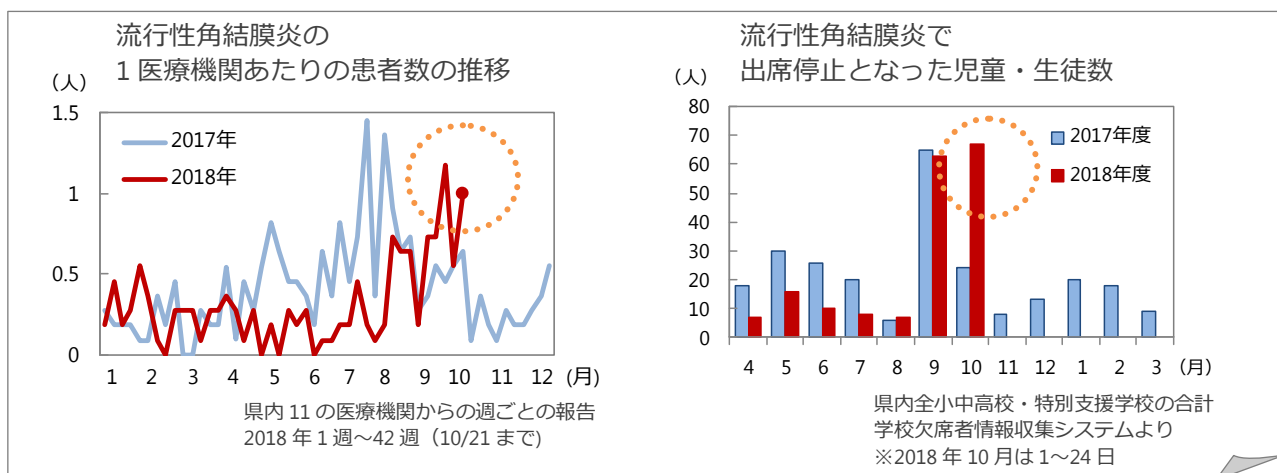 流行性角結膜炎の
1 医療機関あたりの患者数の推移
(人)
1.5
1
0.5
0
2017年
2018年
1 2 3 4 5 6 7 8 9 10 11 12 (月)
県内 11 の医療機関からの週ごとの報告
2018 年 1 週~42 週(10/21 まで)
流行性角結膜炎で
出席停止となった児童・生徒数
(人)
80
70
60
50
40
30
20
10
0
2017年度
2018年度
4 5 6 7 8 9 10 11 12 1 2 3 (月)
県内全小中高校・特別支援学校の合計
学校欠席者情報収集システムより
※2018 年 10 月は 1~24 日